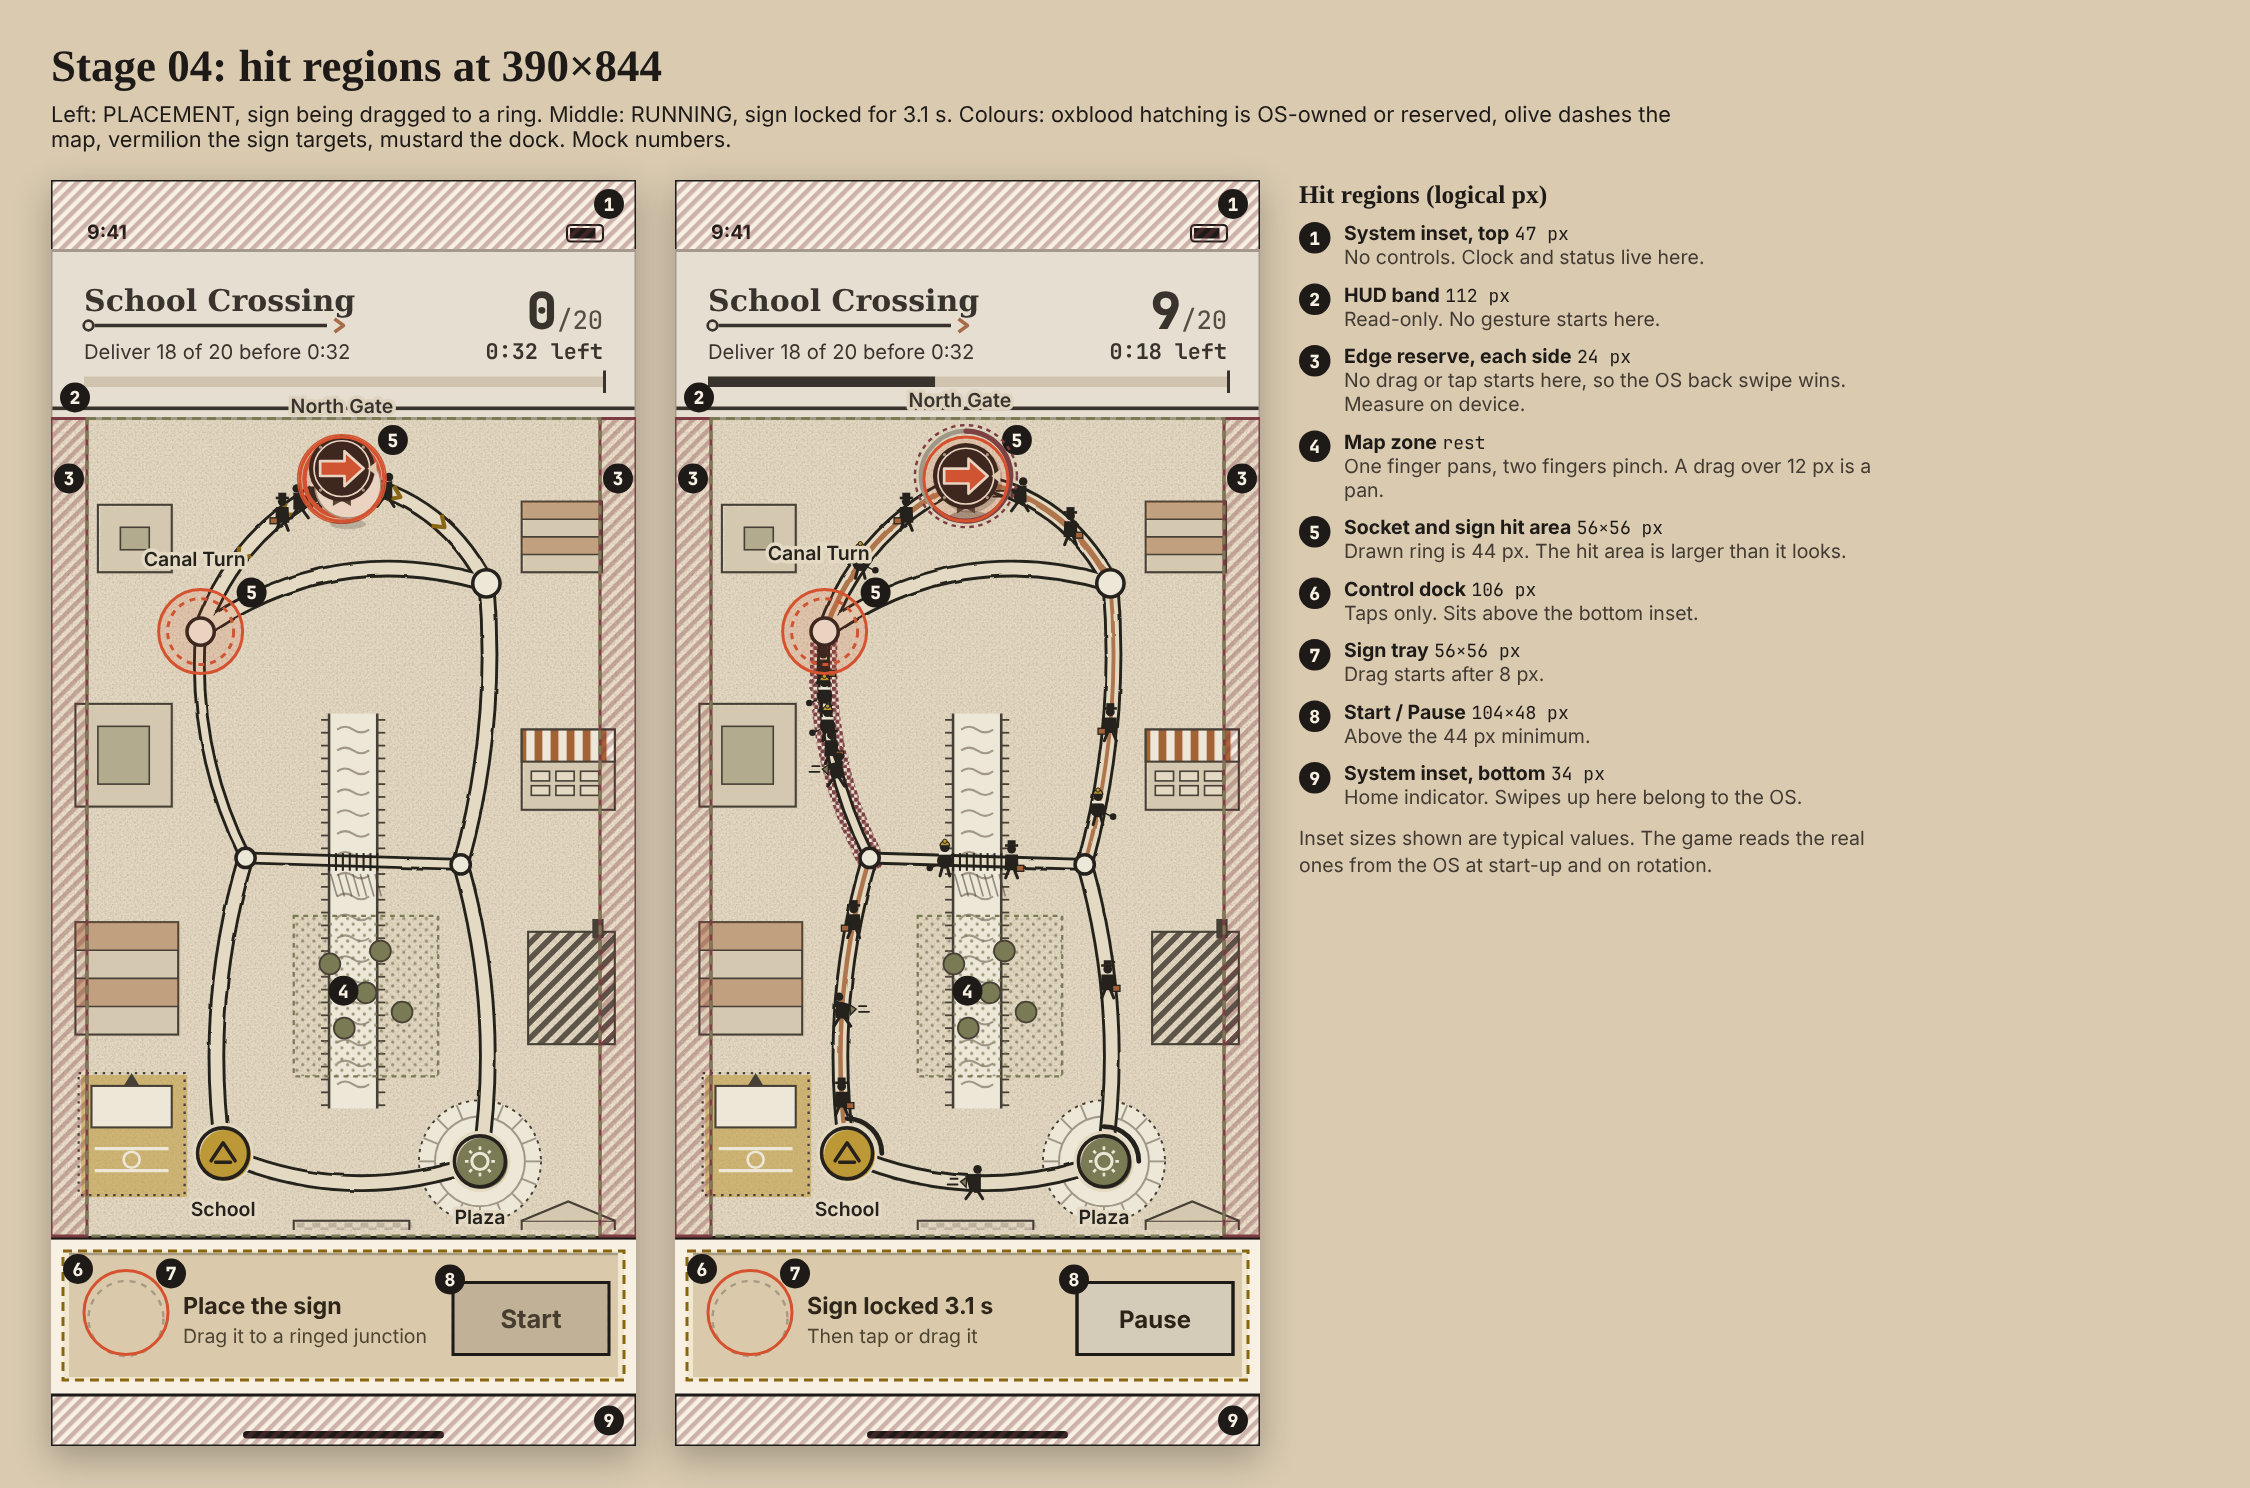 Stage 04: hit regions at 390×844
Left: PLACEMENT, sign being dragged to a ring. Middle: RUNNING, sign locked for 3.1 s. Colours: oxblood hatching is OS-owned or reserved, olive dashes the
map, vermilion the sign targets, mustard the dock. Mock numbers.
1
9:41
School Crossing
0/20
Deliver 18 of 20 before 0:32
0:32 left
2
North Gate
5
3
3
Canal Turn
5
4
School
Plaza
6
7
8
Place the sign
Drag it to a ringed junction
Start
9
1
9:41
School Crossing
9/20
Deliver 18 of 20 before 0:32
0:18 left
2
North Gate
5
3
3
Canal Turn
5
4
School
Plaza
6
7
8
Sign locked 3.1 s
Then tap or drag it
Pause
9
Hit regions (logical px)
1 System inset, top 47 px
No controls. Clock and status live here.
2 HUD band 112 px
Read-only. No gesture starts here.
3 Edge reserve, each side 24 px
No drag or tap starts here, so the OS back swipe wins.
Measure on device.
4 Map zone rest
One finger pans, two fingers pinch. A drag over 12 px is a
pan.
5 Socket and sign hit area 56×56 px
Drawn ring is 44 px. The hit area is larger than it looks.
6 Control dock 106 px
Taps only. Sits above the bottom inset.
7 Sign tray 56×56 px
Drag starts after 8 px.
8 Start / Pause 104×48 px
Above the 44 px minimum.
9 System inset, bottom 34 px
Home indicator. Swipes up here belong to the OS.
Inset sizes shown are typical values. The game reads the real
ones from the OS at start-up and on rotation.